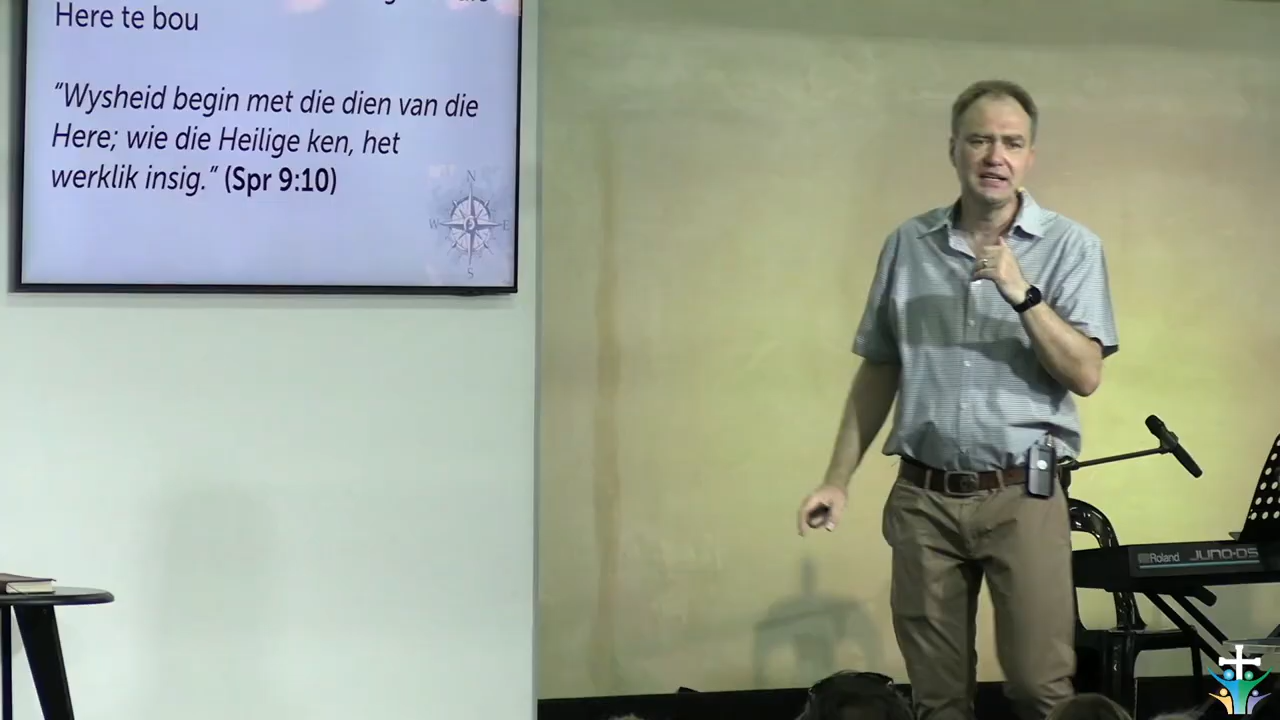 Here te bou
“Wysheid begin met die dien van die
Here; wie die Heilige ken, het
werklik insig.“ (Spr 9:10)
N
W E
S
Roland JUNO-DS